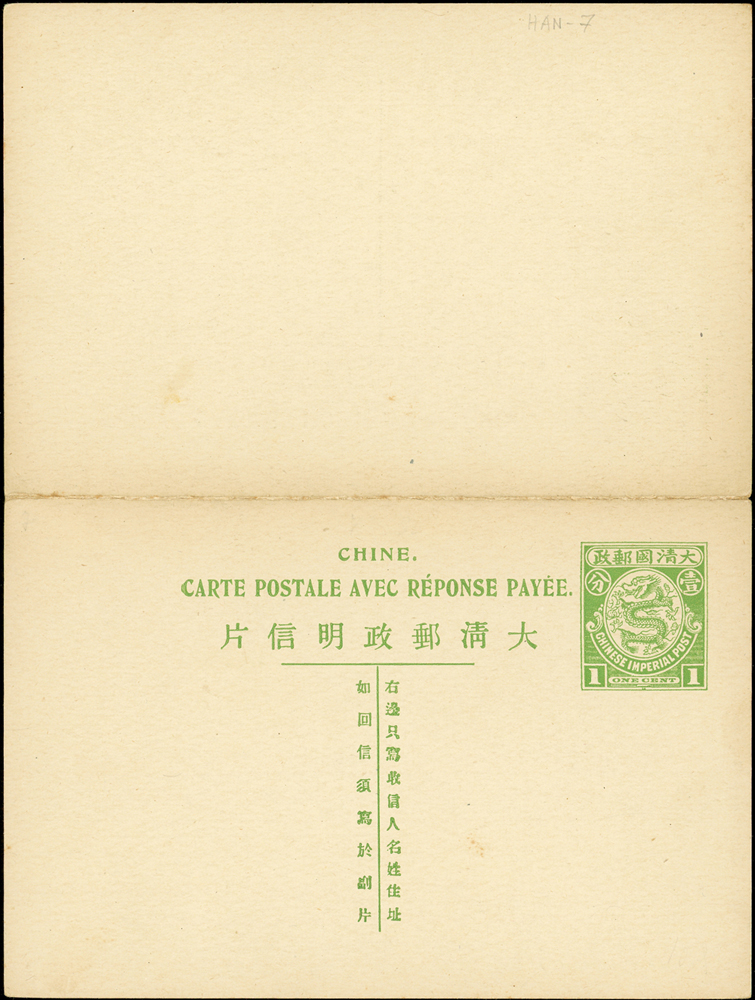 HAN-7
CHINE.
CARTE POSTALE AVEC RÉPONSE PAYÉE.
片信明政郵清大
政郵國清大
分 壹
CHINESE IMPERIAL POST
1 ONE CENT 1
右邊只寫收信人名姓住址
如回信須寫於副片